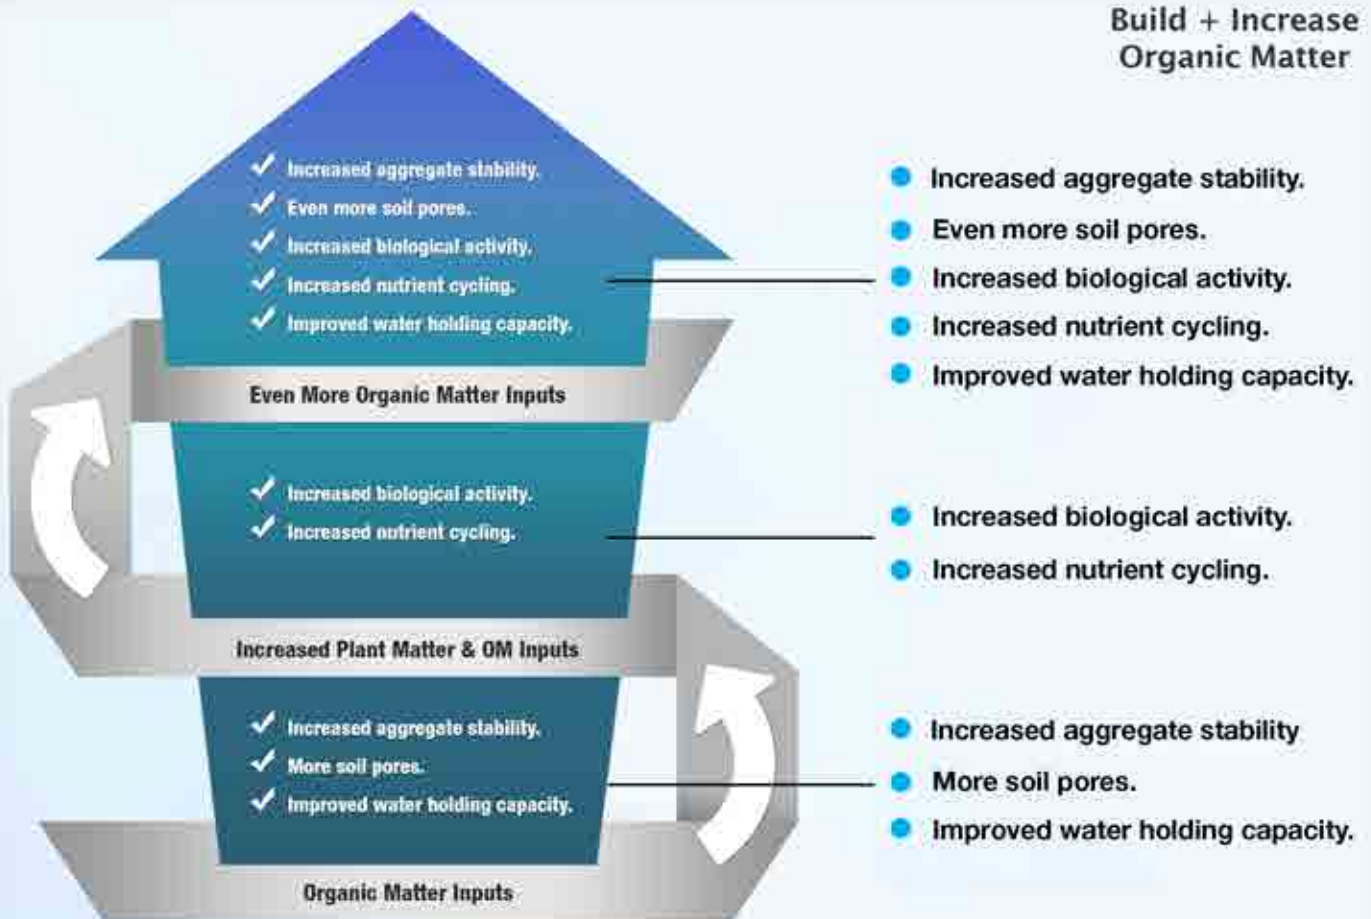 Build + Increase
Organic Matter
Increased aggregate stability.
Even more soil pores.
Increased biological activity.
Increased nutrient cycling.
Improved water holding capacity.
Increased aggregate stability.
Even more soil pores.
Increased biological activity.
Increased nutrient cycling.
Improved water holding capacity.
Even More Organic Matter Inputs
Increased biological activity.
Increased nutrient cycling.
Increased biological activity.
Increased nutrient cycling.
Increased Plant Matter & OM Inputs
Increased aggregate stability.
More soil pores.
Improved water holding capacity.
Increased aggregate stability
More soil pores.
Improved water holding capacity.
Organic Matter Inputs